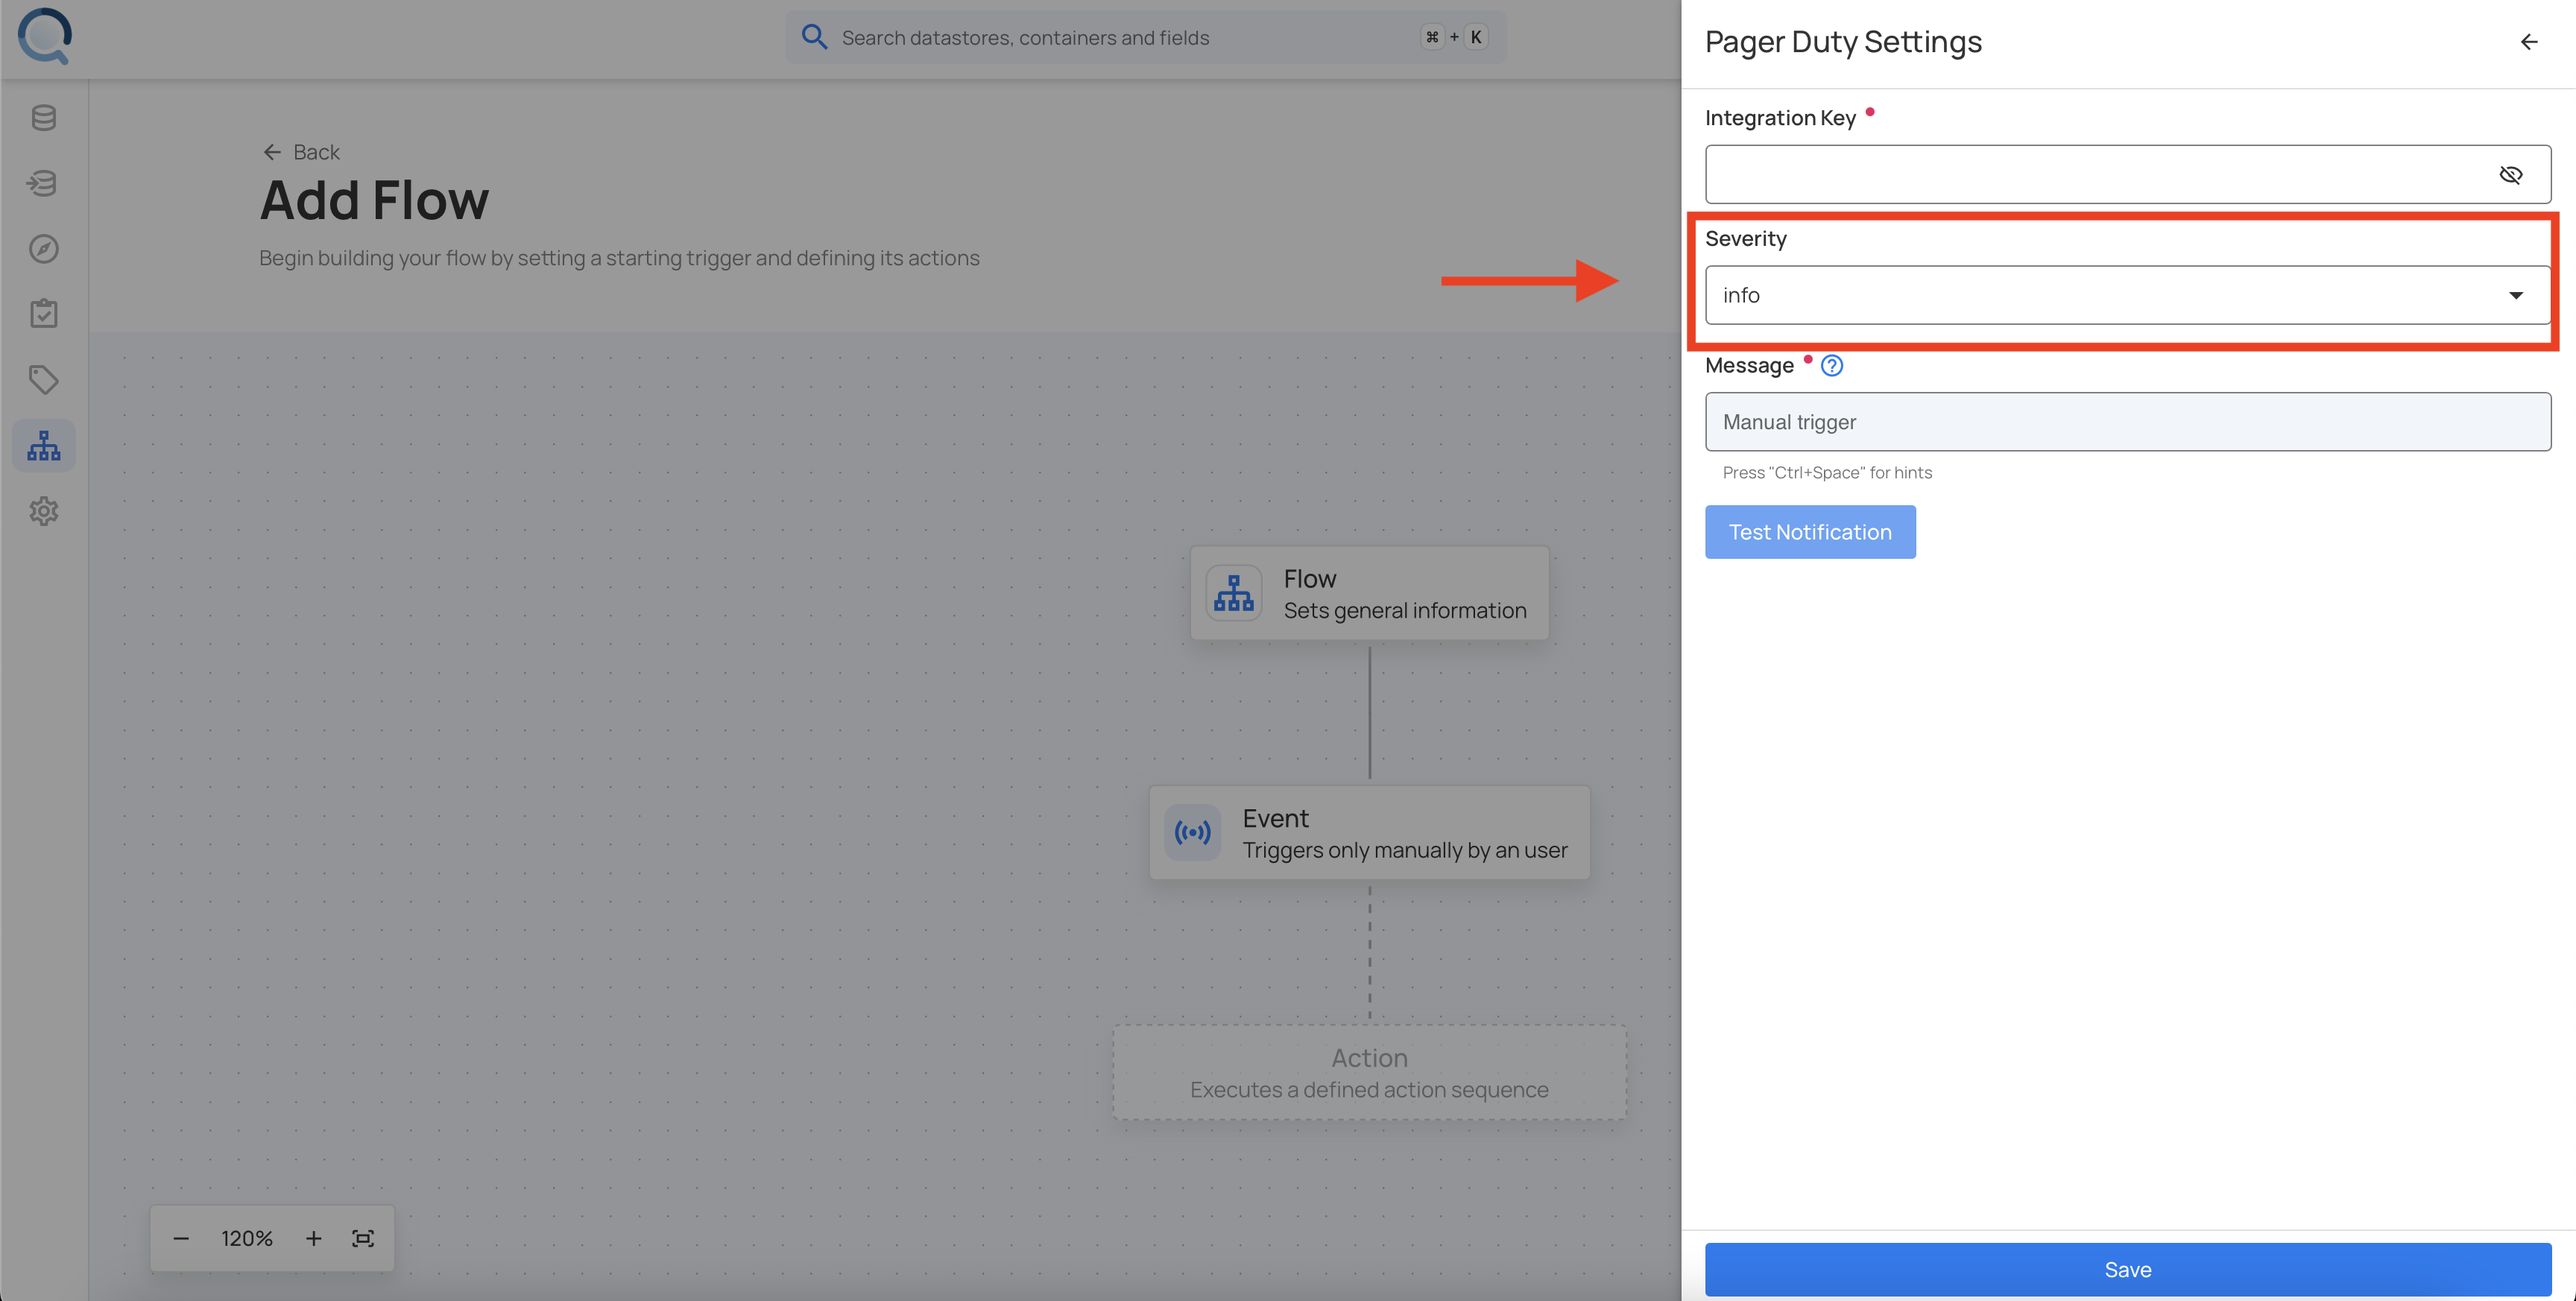 Search datastores, containers and fields
⌘ + K
Back
Add Flow
Begin building your flow by setting a starting trigger and defining its actions
Flow
Sets general information
Event
Triggers only manually by an user
Action
Executes a defined action sequence
120%
Pager Duty Settings
Integration Key
Severity
info
Message
Manual trigger
Press "Ctrl+Space" for hints
Test Notification
Save